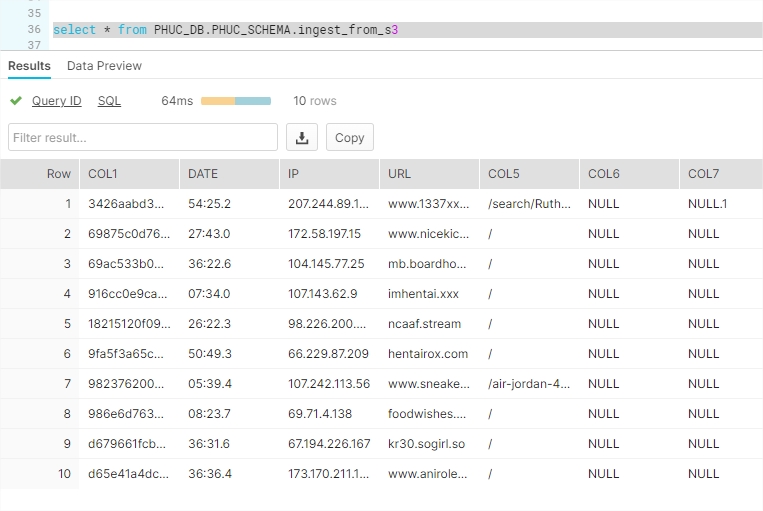 35
36 select * from PHUC_DB.PHUC_SCHEMA.ingest_from_s3
37
Results Data Preview
Query ID SQL 64ms 10 rows
Filter result... Copy
Row COL1 DATE IP URL COL5 COL6 COL7
1 3426aabd3... 54:25.2 207.244.89.1... www.1337xx... /search/Ruth... NULL NULL.1
2 69875c0d76... 27:43.0 172.58.197.15 www.nicekic... / NULL NULL
3 69ac533b0... 36:22.6 104.145.77.25 mb.boardho... / NULL NULL
4 916cc0e9ca... 07:34.0 107.143.62.9 imhentai.xxx / NULL NULL
5 18215120f09... 26:22.3 98.226.200.... ncaaf.stream / NULL NULL
6 9fa5f3a65c... 50:49.3 66.229.87.209 hentairox.com / NULL NULL
7 982376200... 05:39.4 107.242.113.56 www.sneake... /air-jordan-4... NULL NULL
8 986e6d763... 08:23.7 69.71.4.138 foodwishes.... / NULL NULL
9 d679661fcb... 36:31.6 67.194.226.167 kr30.sogirl.so / NULL NULL
10 d65e41a4dc... 36:36.4 173.170.211.1... www.anirole... / NULL NULL